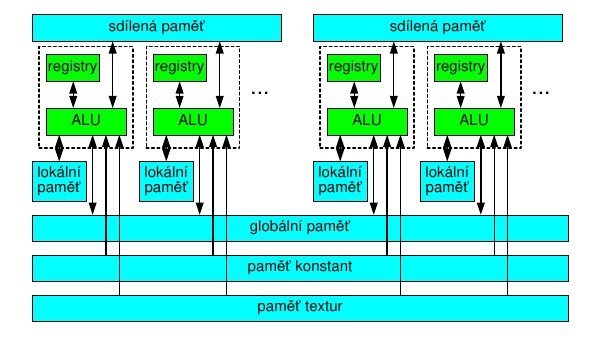 sdílená paměť
sdílená paměť
registry
registry
...
registry
registry
...
ALU
ALU
ALU
ALU
lokální
paměť
lokální
paměť
lokální
paměť
lokální
paměť
globální paměť
paměť konstant
paměť textur